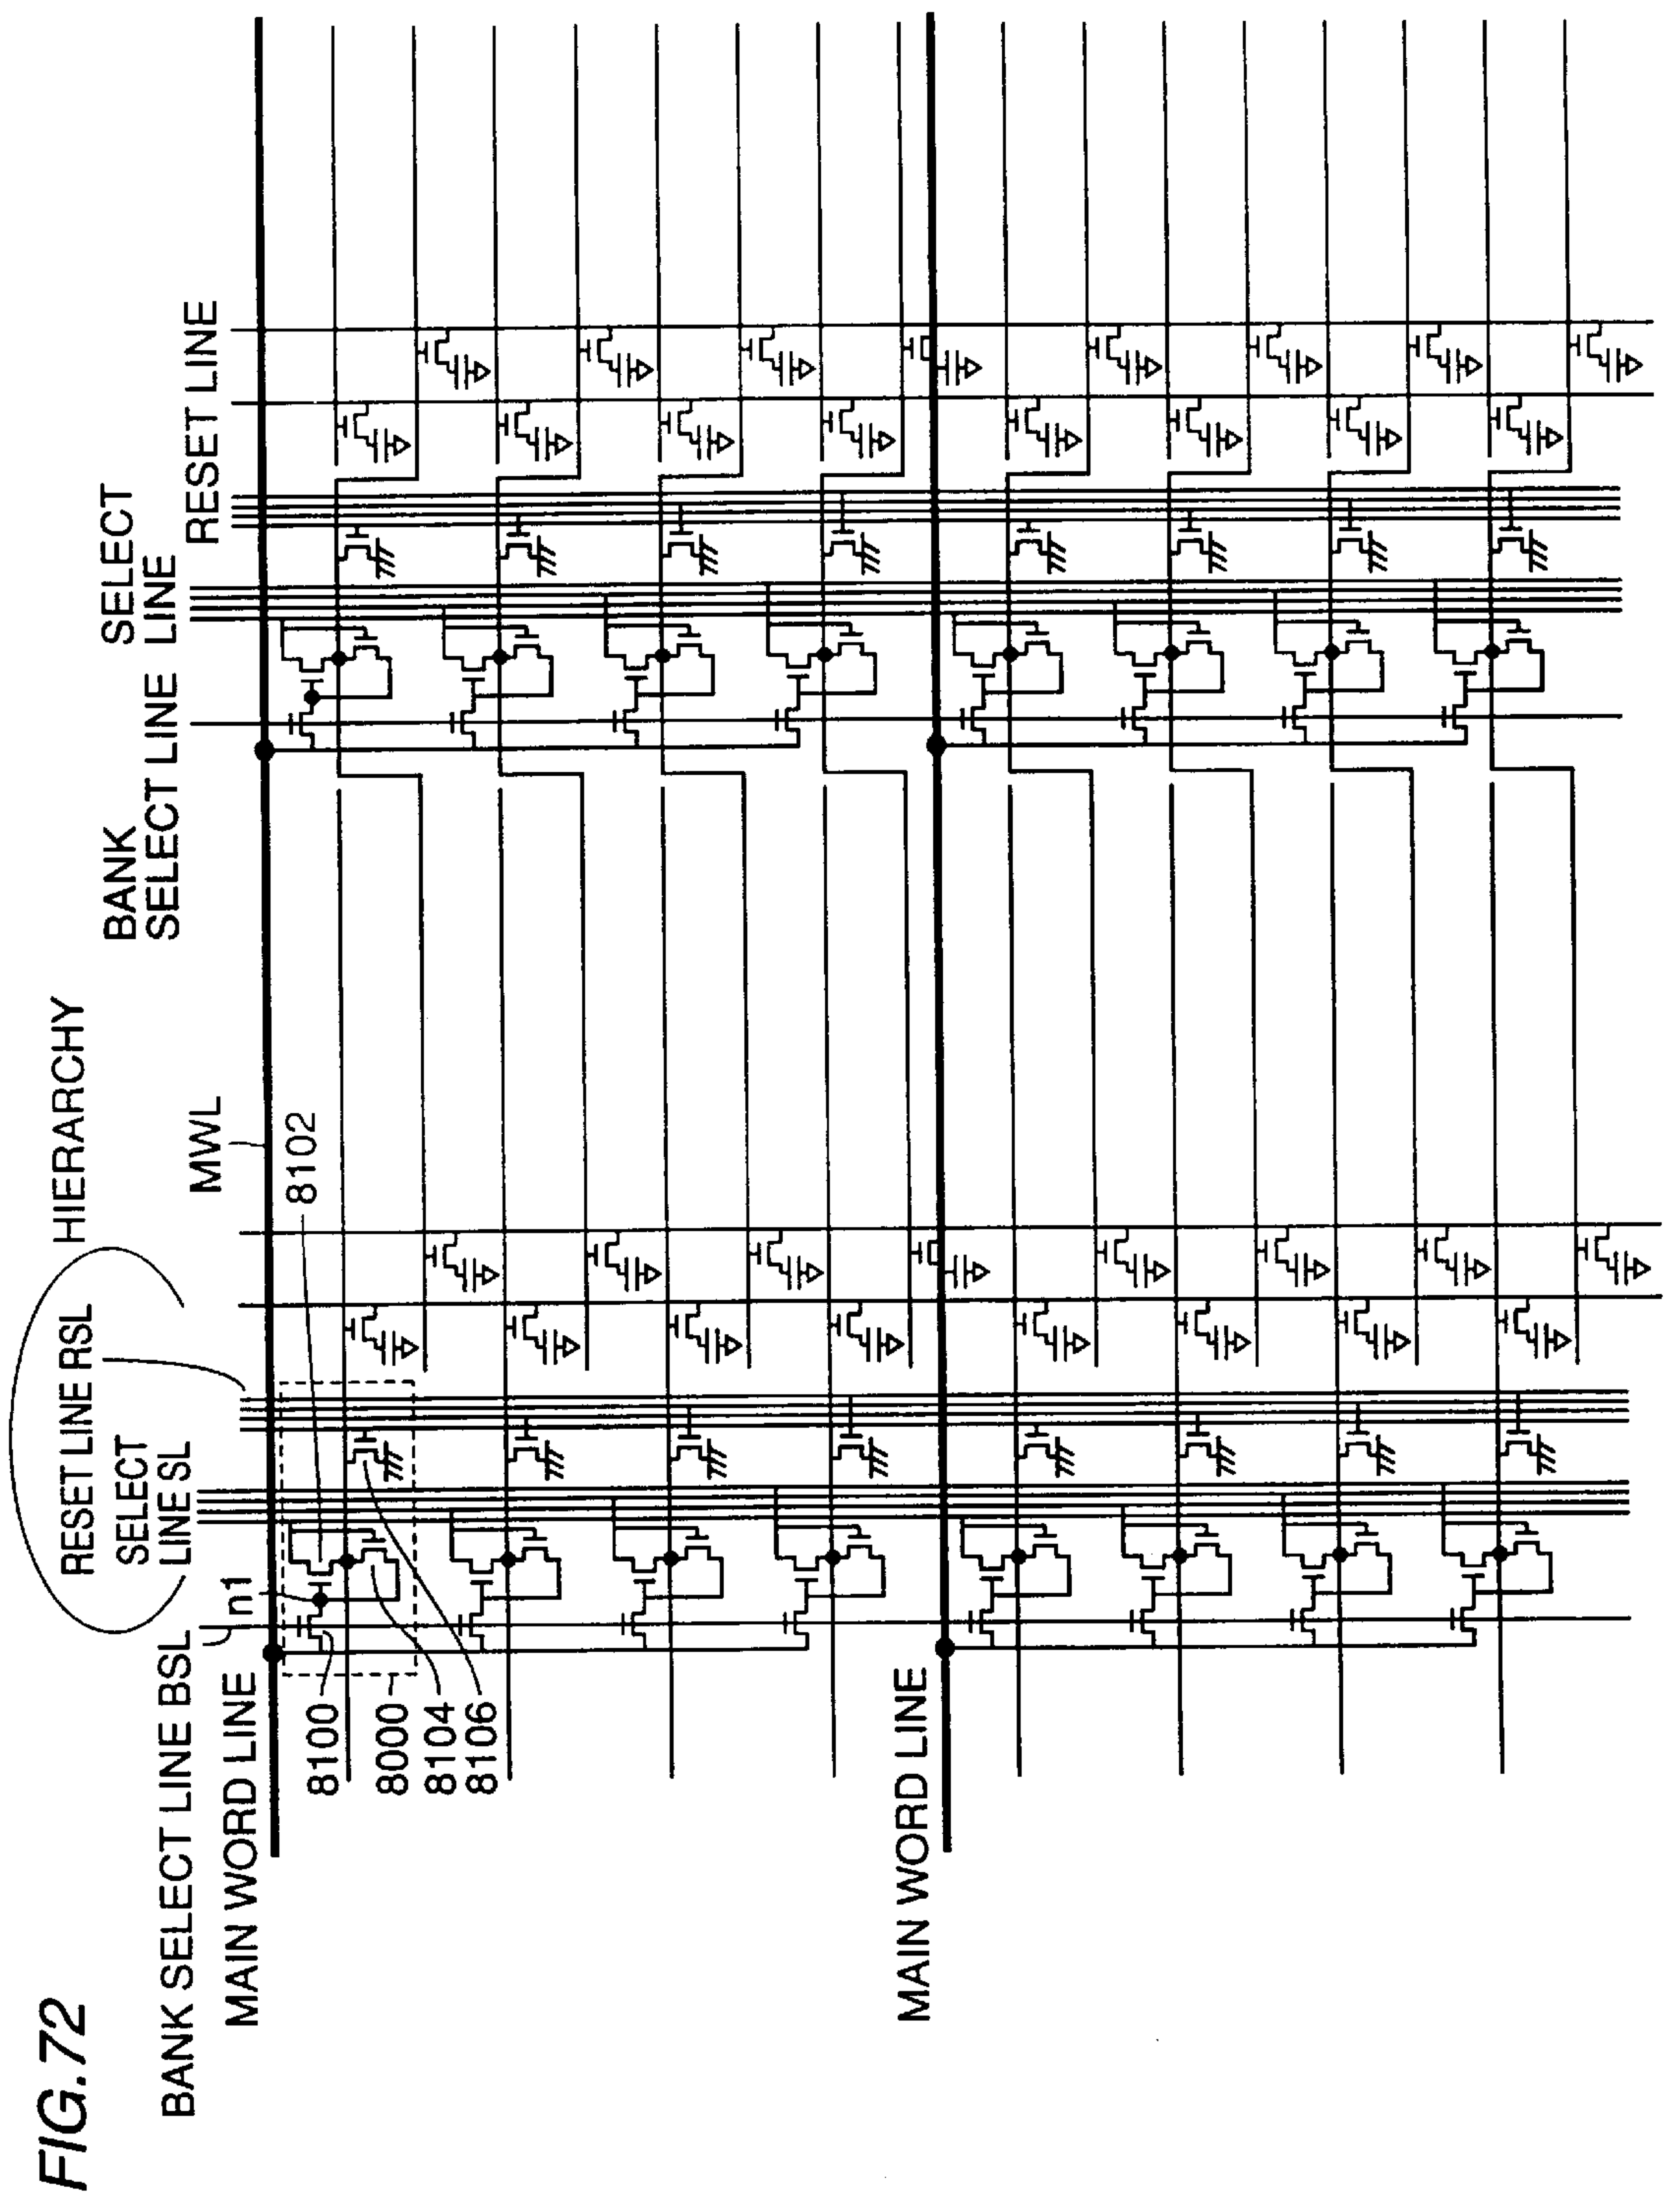 FIG.72
HIERARCHY
RESET LINE RSL
SELECT
LINE SL
BANK SELECT LINE BSL
n1
MAIN WORD LINE
MWL
8102
8100
8000
8104
8106
BANK
SELECT LINE
SELECT
LINE
RESET LINE
MAIN WORD LINE